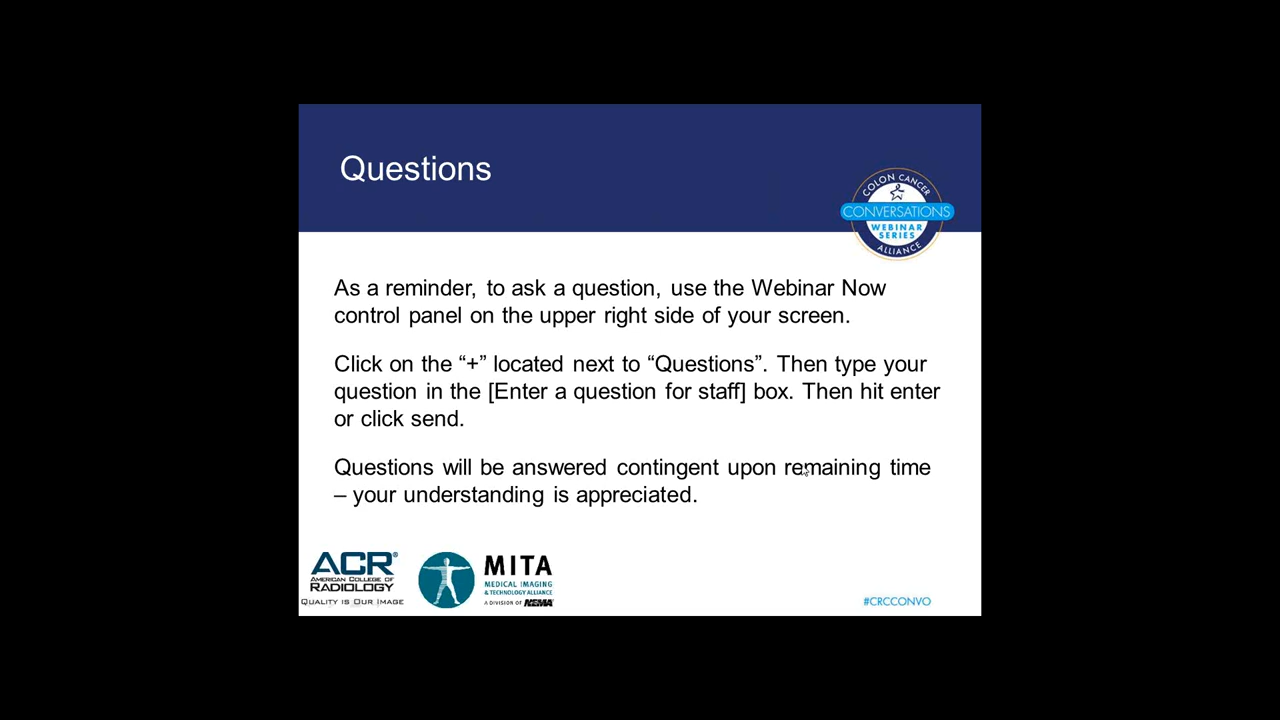 Questions
COLON CANCER
CONVERSATIONS
WEBINAR
SERIES
ALLIANCE
As a reminder, to ask a question, use the Webinar Now
control panel on the upper right side of your screen.
Click on the “+” located next to “Questions”. Then type your
question in the [Enter a question for staff] box. Then hit enter
or click send.
Questions will be answered contingent upon remaining time
– your understanding is appreciated.
ACR®
AMERICAN COLLEGE OF
RADIOLOGY
QUALITY IS OUR IMAGE
MITA
MEDICAL IMAGING
& TECHNOLOGY ALLIANCE
A DIVISION OF NEMA
#CRCCONVO